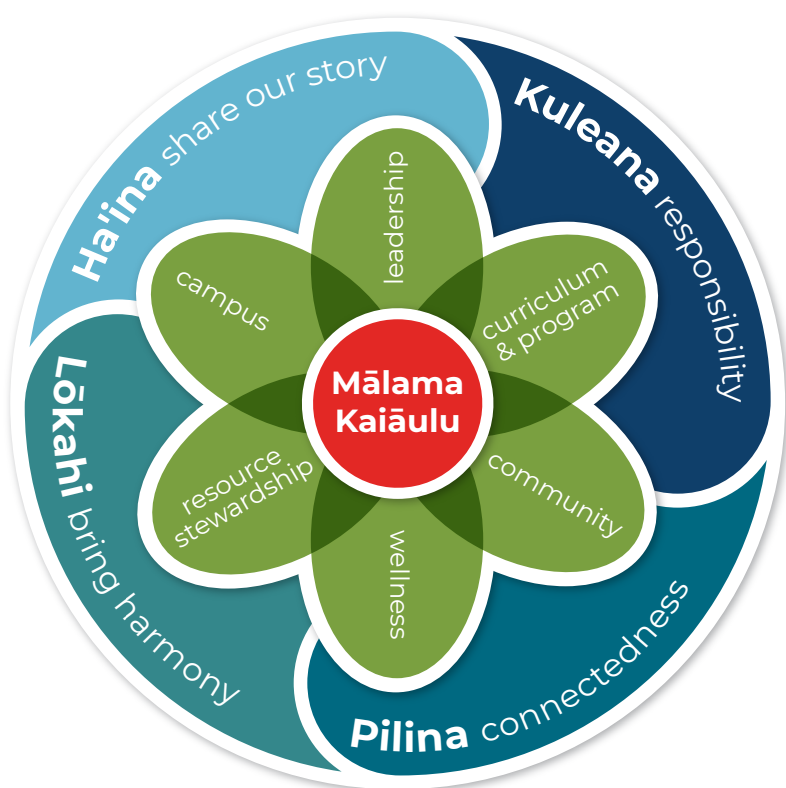 Ha'ina share our story
Kuleana responsibility
leadership
campus
curriculum
& program
Mālama
Kaiāulu
Lōkahi bring harmony
resource
stewardship
community
wellness
Pilina connectedness